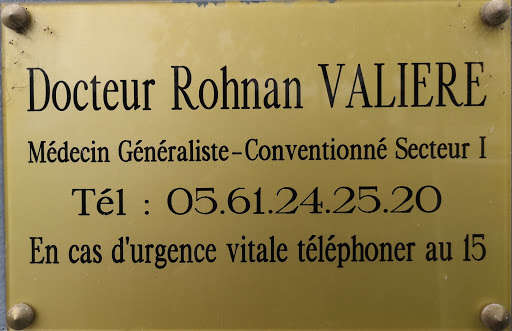 Docteur Rohnan VALIERE
Médecin Généraliste-Conventionné Secteur I
Tél : 05.61.24.25.20
En cas d'urgence vitale téléphoner au 15